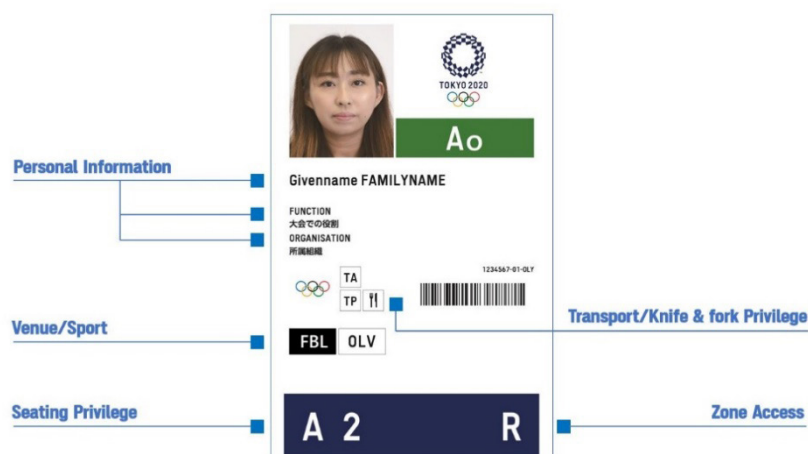 TOKYO 2020
Ao
Personal Information
Givenname FAMILYNAME
FUNCTION
大会での役割
ORGANISATION
所属組織
1234567-01-OLY
TA
TP
Transport/Knife & fork Privilege
Venue/Sport
FBL OLV
Seating Privilege
A 2 R
Zone Access